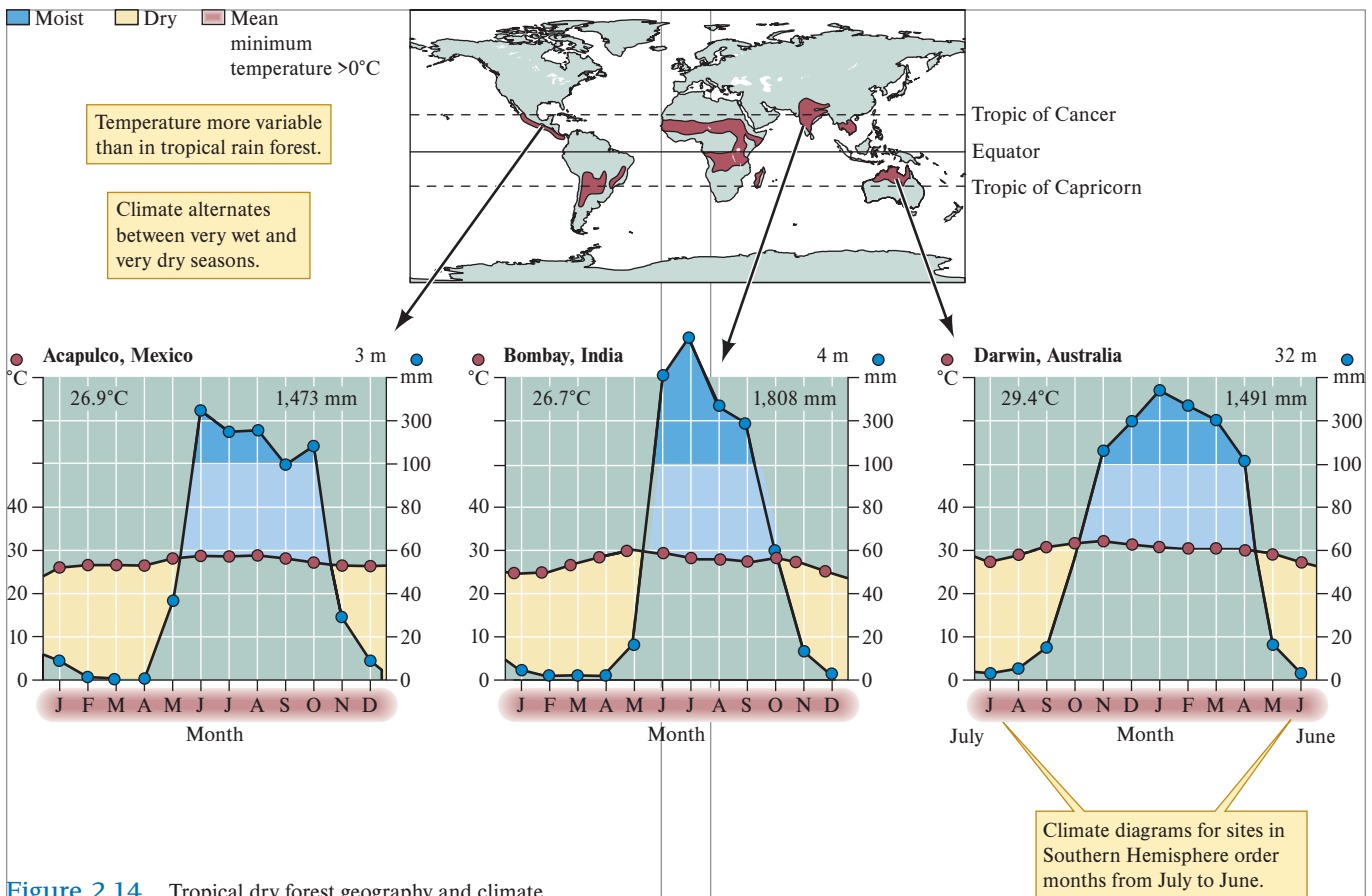 Moist Dry Mean
minimum
temperature >0°C
Temperature more variable
than in tropical rain forest.
Climate alternates
between very wet and
very dry seasons.
Tropic of Cancer
Equator
Tropic of Capricorn
Acapulco, Mexico 3 m
°C mm
26.9°C 1,473 mm
300
100
40 80
30 60
20 40
10 20
0 0
J F M A M J J A S O N D
Month
Bombay, India 4 m
°C mm
26.7°C 1,808 mm
300
100
40 80
30 60
20 40
10 20
0 0
J F M A M J J A S O N D
Month
Darwin, Australia 32 m
°C mm
29.4°C 1,491 mm
300
100
40 80
30 60
20 40
10 20
0 0
J A S O N D J F M A M J
July Month June
Climate diagrams for sites in
Southern Hemisphere order
months from July to June.
Figure 2.14 Tropical dry forest geography and climate